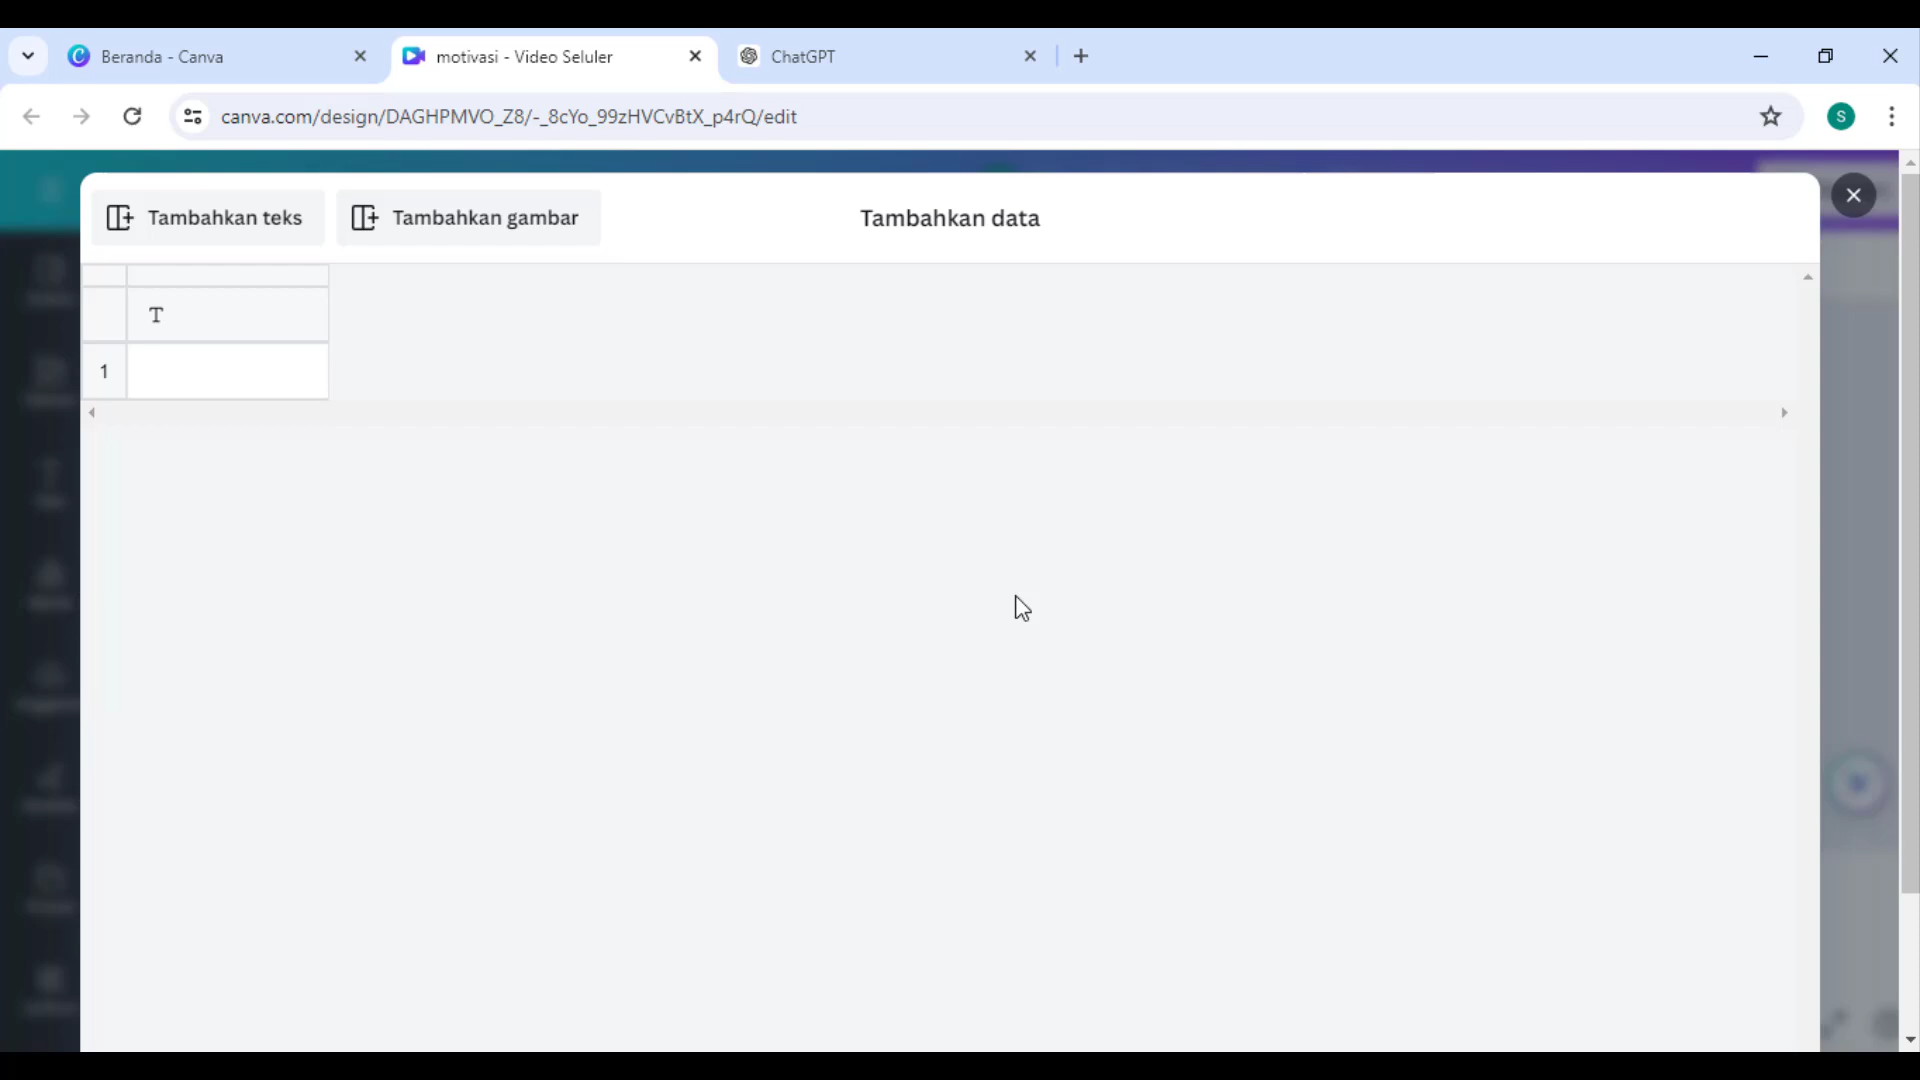 Beranda - Canva
motivasi - Video Seluler
ChatGPT
canva.com/design/DAGHPMVO_Z8/-_8cYo_99zHVCvBtX_p4rQ/edit
S
Tambahkan teks
Tambahkan gambar
Tambahkan data
T
1